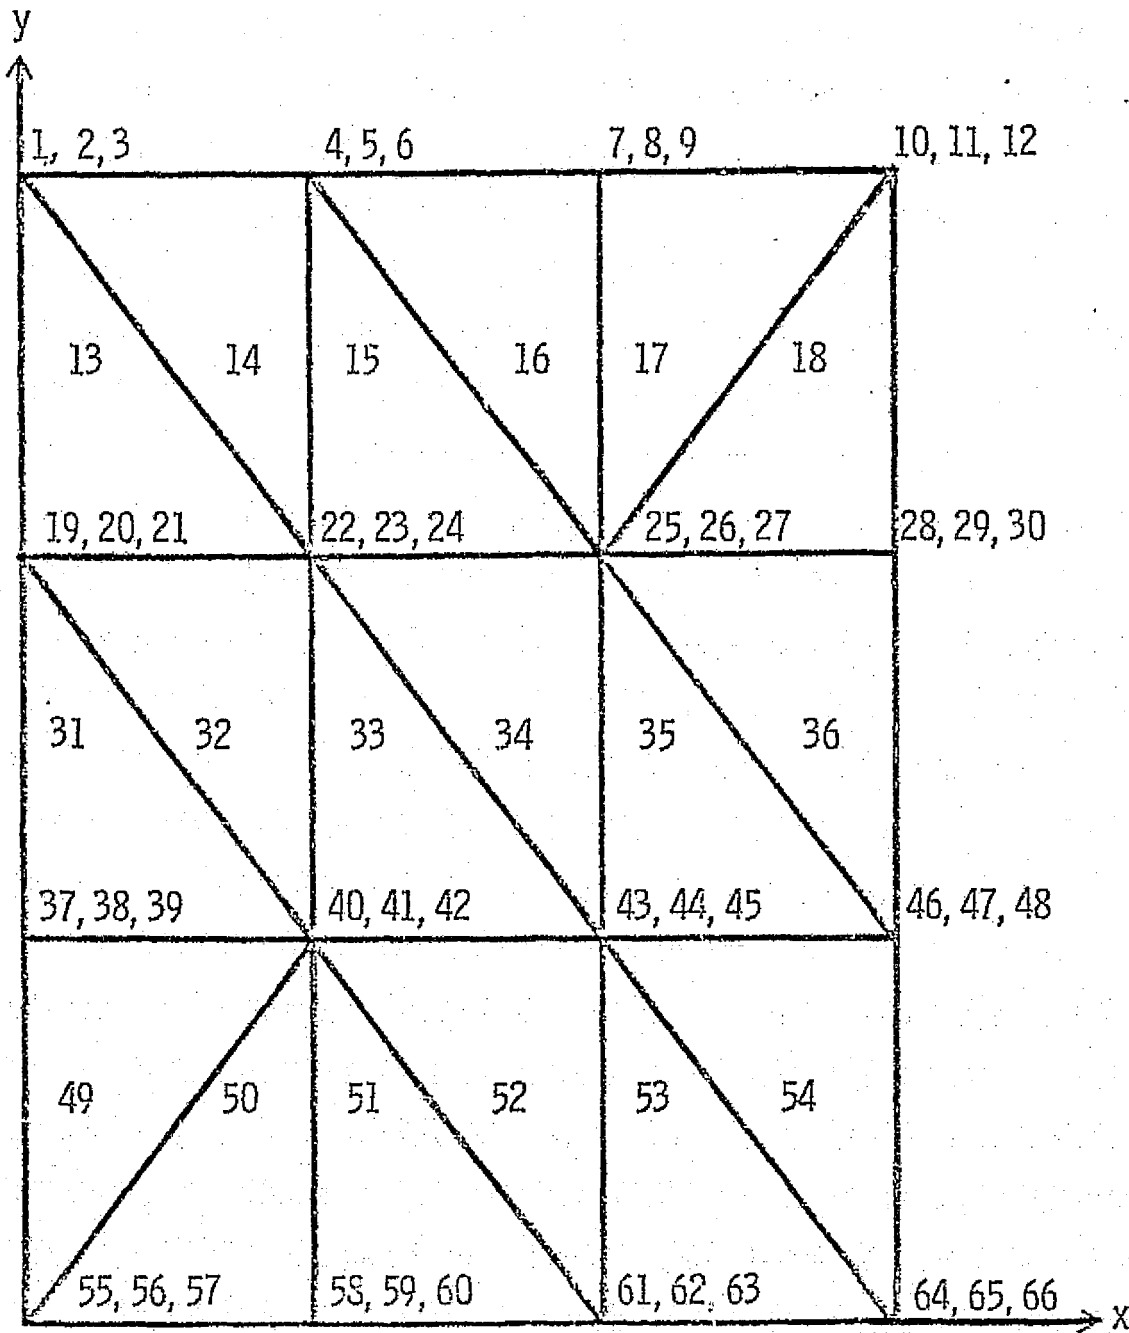 y
1, 2, 3 4, 5, 6 7, 8, 9 10, 11, 12
13 14 15 16 17 18
19, 20, 21 22, 23, 24 25, 26, 27 28, 29, 30
31 32 33 34 35 36
37, 38, 39 40, 41, 42 43, 44, 45 46, 47, 48
49 50 51 52 53 54
55, 56, 57 58, 59, 60 61, 62, 63 64, 65, 66
x